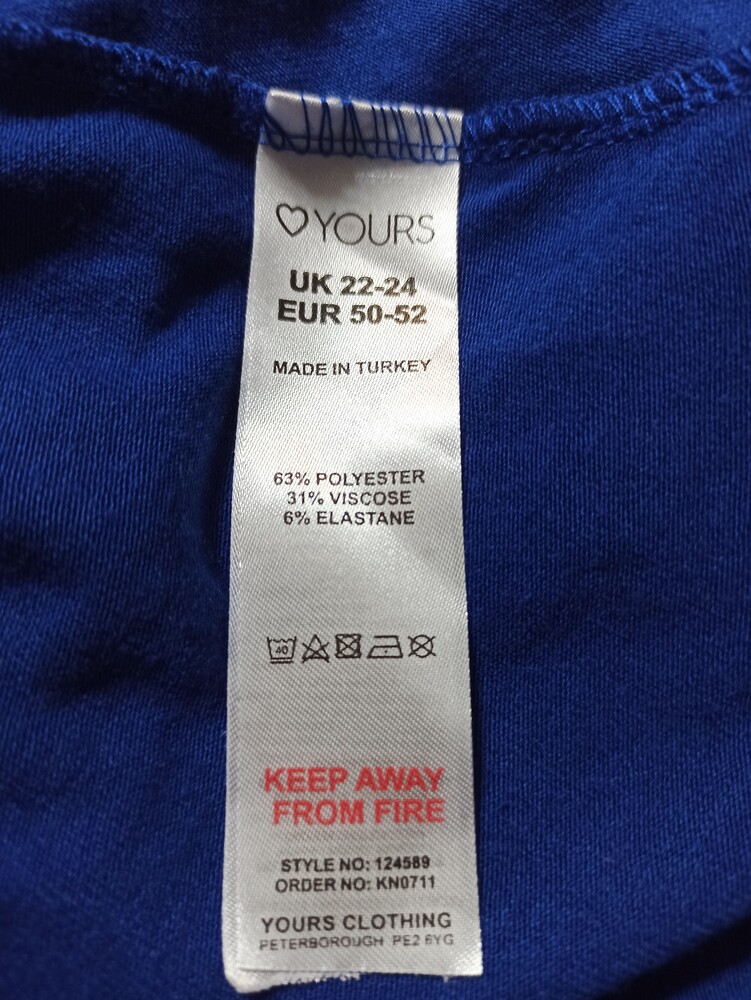 YOURS
UK 22-24
EUR 50-52
MADE IN TURKEY
63% POLYESTER
31% VISCOSE
6% ELASTANE
40
KEEP AWAY
FROM FIRE
STYLE NO: 124589
ORDER NO: KN0711
YOURS CLOTHING
PETERBOROUGH PE2 6YG